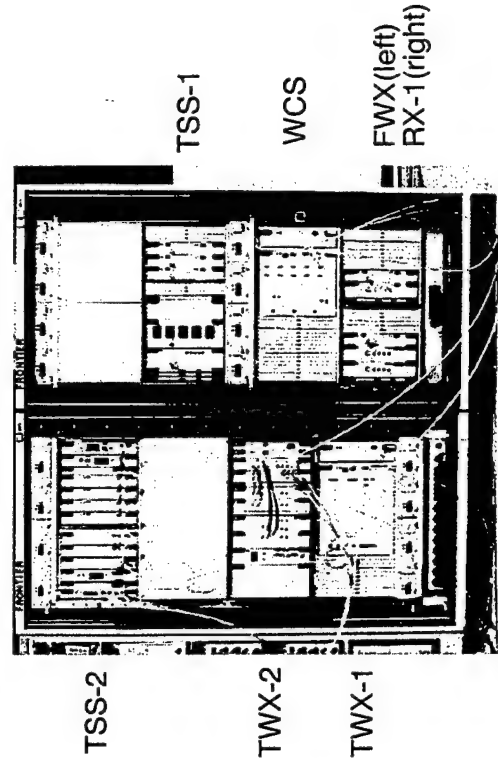 FRONTIER
FRONTIER
TSS-2
TWX-2
TWX-1
TSS-1
WCS
FWX(left)
RX-1(right)